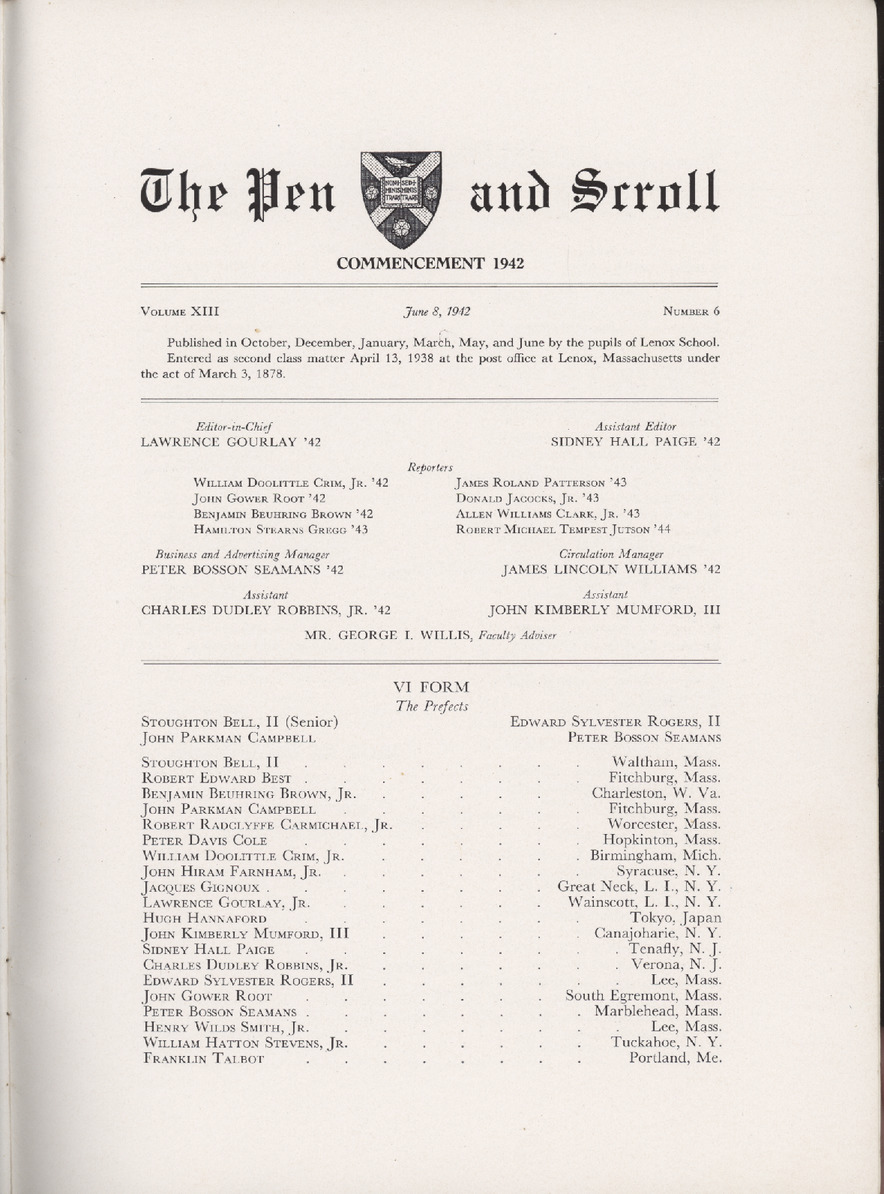 The Pen and Scroll
NON SED
MINISTRARI MINISTRARE
COMMENCEMENT 1942
VOLUME XIII June 8, 1942 NUMBER 6
Published in October, December, January, March, May, and June by the pupils of Lenox School.
Entered as second class matter April 13, 1938 at the post office at Lenox, Massachusetts under
the act of March 3, 1878.
Editor-in-Chief Assistant Editor
LAWRENCE GOURLAY '42 SIDNEY HALL PAIGE '42
Reporters
WILLIAM DOOLITTLE CRIM, JR. '42 JAMES ROLAND PATTERSON '43
JOHN GOWER ROOT '42 DONALD JACOCKS, JR. '43
BENJAMIN BEUHRING BROWN '42 ALLEN WILLIAMS CLARK, JR. '43
HAMILTON STEARNS GREGG '43 ROBERT MICHAEL TEMPEST JUTSON '44
Business and Advertising Manager Circulation Manager
PETER BOSSON SEAMANS '42 JAMES LINCOLN WILLIAMS '42
Assistant Assistant
CHARLES DUDLEY ROBBINS, JR. '42 JOHN KIMBERLY MUMFORD, III
MR. GEORGE I. WILLIS, Faculty Adviser
VI FORM
The Prefects
STOUGHTON BELL, II (Senior) EDWARD SYLVESTER ROGERS, II
JOHN PARKMAN CAMPBELL PETER BOSSON SEAMANS
STOUGHTON BELL, II . . . . . . . . Waltham, Mass.
ROBERT EDWARD BEST . . . . . . . . Fitchburg, Mass.
BENJAMIN BEUHRING BROWN, JR. . . . . . Charleston, W. Va.
JOHN PARKMAN CAMPBELL . . . . . . . Fitchburg, Mass.
ROBERT RADCLYFFE CARMICHAEL, JR. . . . . . Worcester, Mass.
PETER DAVIS COLE . . . . . . . . Hopkinton, Mass.
WILLIAM DOOLITTLE CRIM, JR. . . . . . . Birmingham, Mich.
JOHN HIRAM FARNHAM, JR. . . . . . . . Syracuse, N. Y.
JACQUES GIGNOUX . . . . . . . . Great Neck, L. I., N. Y.
LAWRENCE GOURLAY, JR. . . . . . . Wainscott, L. I., N. Y.
HUGH HANNAFORD . . . . . . . . Tokyo, Japan
JOHN KIMBERLY MUMFORD, III . . . . . . Canajoharie, N. Y.
SIDNEY HALL PAIGE . . . . . . . . . Tenafly, N. J.
CHARLES DUDLEY ROBBINS, JR. . . . . . . . Verona, N. J.
EDWARD SYLVESTER ROGERS, II . . . . . . . Lee, Mass.
JOHN GOWER ROOT . . . . . . . South Egremont, Mass.
PETER BOSSON SEAMANS . . . . . . . . Marblehead, Mass.
HENRY WILDS SMITH, JR. . . . . . . . . Lee, Mass.
WILLIAM HATTON STEVENS, JR. . . . . . . Tuckahoe, N. Y.
FRANKLIN TALBOT . . . . . . . . Portland, Me.